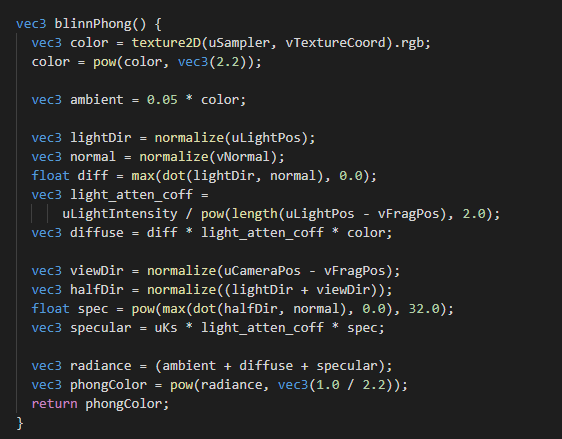 vec3 blinnPhong() {
  vec3 color = texture2D(uSampler, vTextureCoord).rgb;
  color = pow(color, vec3(2.2));

  vec3 ambient = 0.05 * color;

  vec3 lightDir = normalize(uLightPos);
  vec3 normal = normalize(vNormal);
  float diff = max(dot(lightDir, normal), 0.0);
  vec3 light_atten_coff =
      uLightIntensity / pow(length(uLightPos - vFragPos), 2.0);
  vec3 diffuse = diff * light_atten_coff * color;

  vec3 viewDir = normalize(uCameraPos - vFragPos);
  vec3 halfDir = normalize((lightDir + viewDir));
  float spec = pow(max(dot(halfDir, normal), 0.0), 32.0);
  vec3 specular = uKs * light_atten_coff * spec;

  vec3 radiance = (ambient + diffuse + specular);
  vec3 phongColor = pow(radiance, vec3(1.0 / 2.2));
  return phongColor;
}